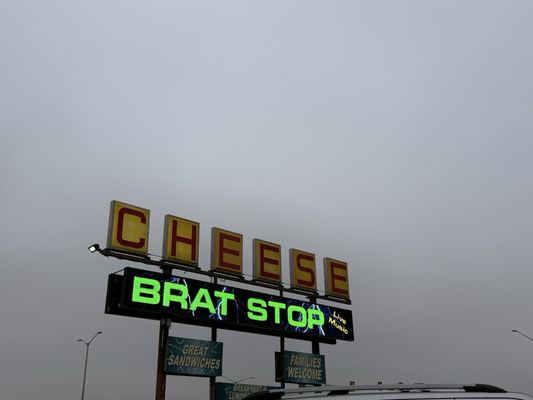 CHEESE
BRAT STOP
Live
Music
GREAT
SANDWICHES
FAMILIES
WELCOME